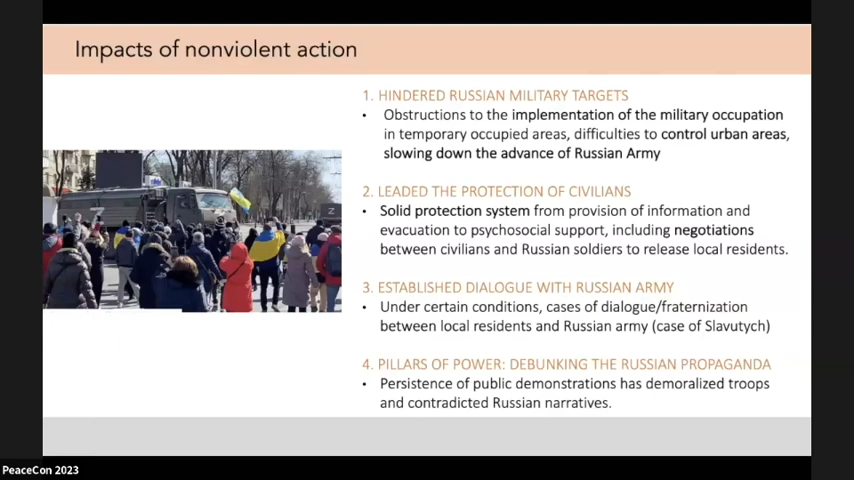 Impacts of nonviolent action
1. HINDERED RUSSIAN MILITARY TARGETS
• Obstructions to the implementation of the military occupation
in temporary occupied areas, difficulties to control urban areas,
slowing down the advance of Russian Army
2. LEADED THE PROTECTION OF CIVILIANS
• Solid protection system from provision of information and
evacuation to psychosocial support, including negotiations
between civilians and Russian soldiers to release local residents.
3. ESTABLISHED DIALOGUE WITH RUSSIAN ARMY
• Under certain conditions, cases of dialogue/fraternization
between local residents and Russian army (case of Slavutych)
4. PILLARS OF POWER: DEBUNKING THE RUSSIAN PROPAGANDA
• Persistence of public demonstrations has demoralized troops
and contradicted Russian narratives.
Z
Z
PeaceCon 2023